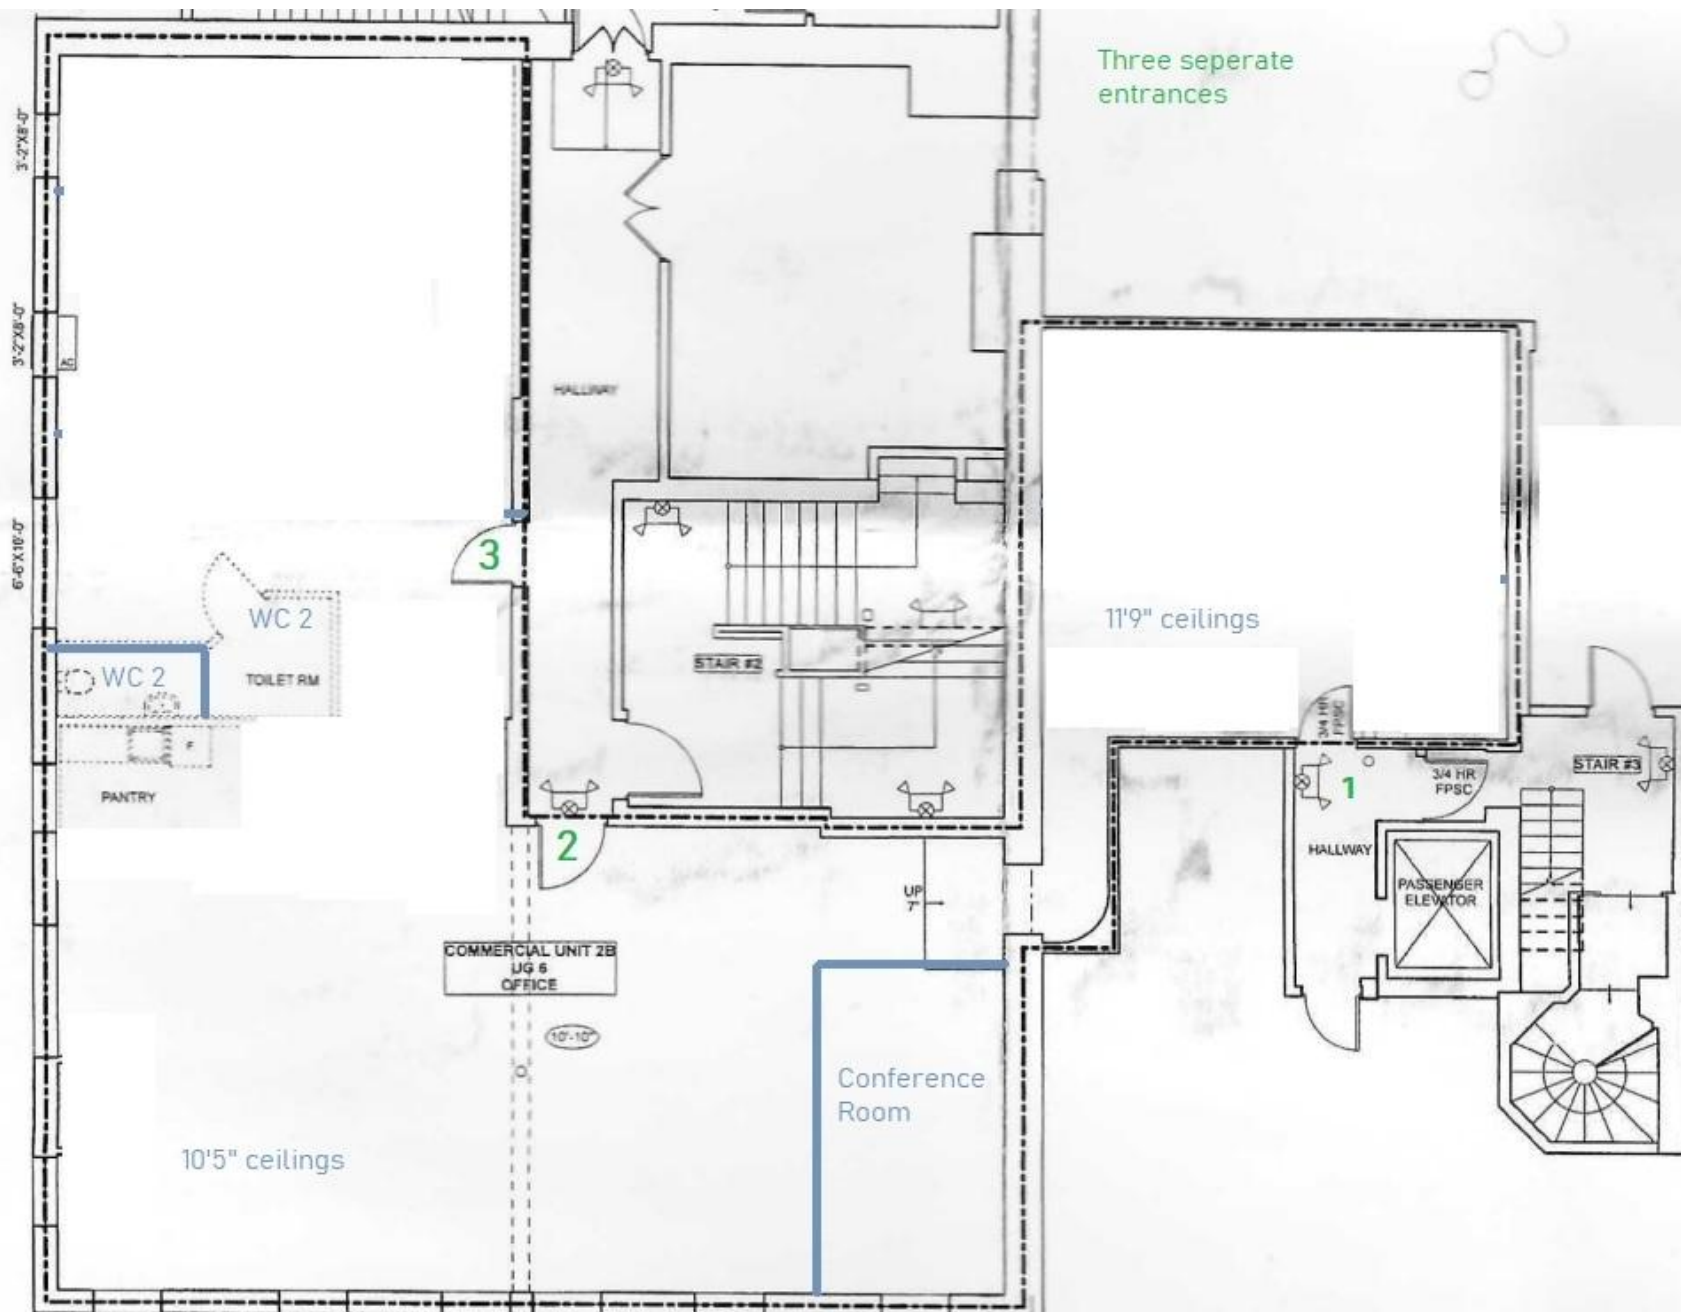 Three seperate
entrances
3'-2"X8'-0"
3'-2"X8'-0"
AC
HALLWAY
6'-6"X16'-0"
3
WC 2
11'9" ceilings
WC 2
TOILET RM
STAIR #2
F
PANTRY
3/4 HR
FPSC
1
3/4 HR
FPSC
STAIR #3
2
HALLWAY
UP
7"
PASSENGER
ELEVATOR
COMMERCIAL UNIT 2B
UG 6
OFFICE
10'-10"
Conference
Room
10'5" ceilings